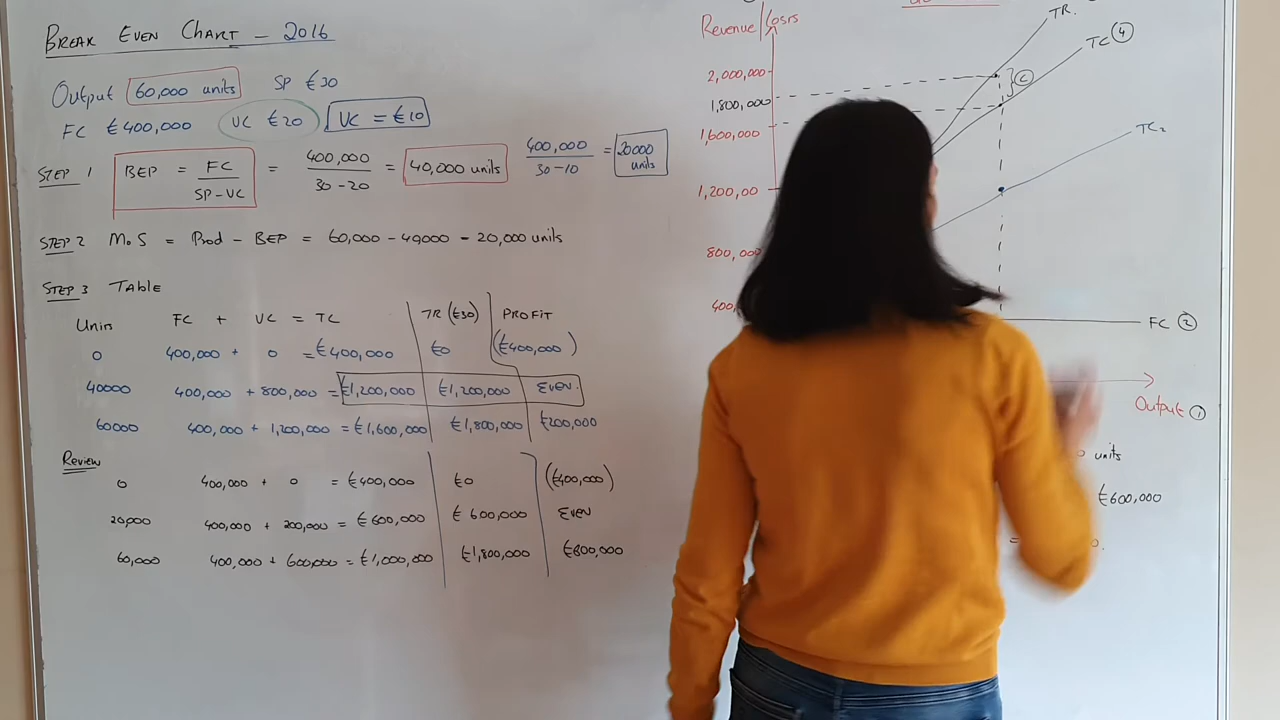 BREAK EVEN CHART - 2016
Output 60,000 units SP €30
FC €400,000 VC €20 VC = €10
STEP 1 BEP = FC / SP-VC = 400,000 / 30-20 = 40,000 units 400,000 / 30-10 = 20000 units
STEP 2 MOS = Prod - BEP = 60,000 - 40,000 - 20,000 units
STEP 3 TABLE
Units FC + VC = TC TR (€30) PROFIT
0 400,000 + 0 = €400,000 €0 (€400,000)
40000 400,000 + 800,000 = €1,200,000 €1,200,000 EVEN.
60000 400,000 + 1,200,000 = €1,600,000 €1,800,000 €200,000
Review
0 400,000 + 0 = €400,000 €0 (€400,000)
20,000 400,000 + 200,000 = €600,000 €600,000 EVEN
60,000 400,000 + 600,000 = €1,000,000 €1,800,000 €800,000
Revenue/Costs
TR.
TC 4
2,000,000
C
1,800,000
1,600,000
TC2
1,200,00
800,000
400,
FC 2
Output 1
units
€600,000
=